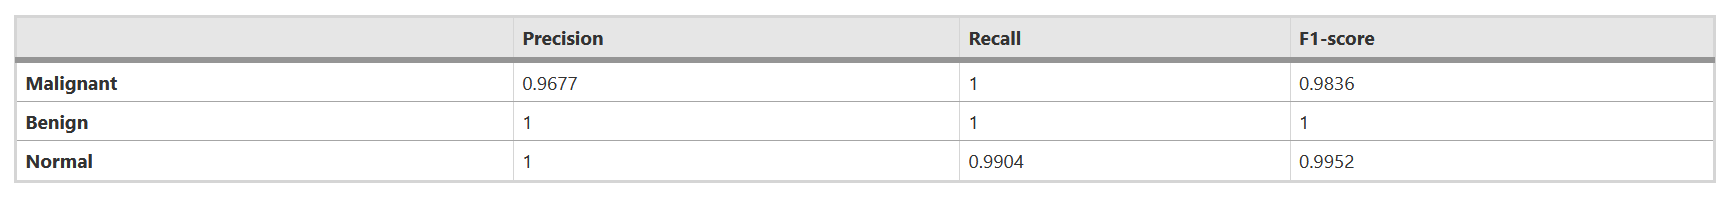 Precision Recall F1-score
Malignant 0.9677 1 0.9836
Benign 1 1 1
Normal 1 0.9904 0.9952